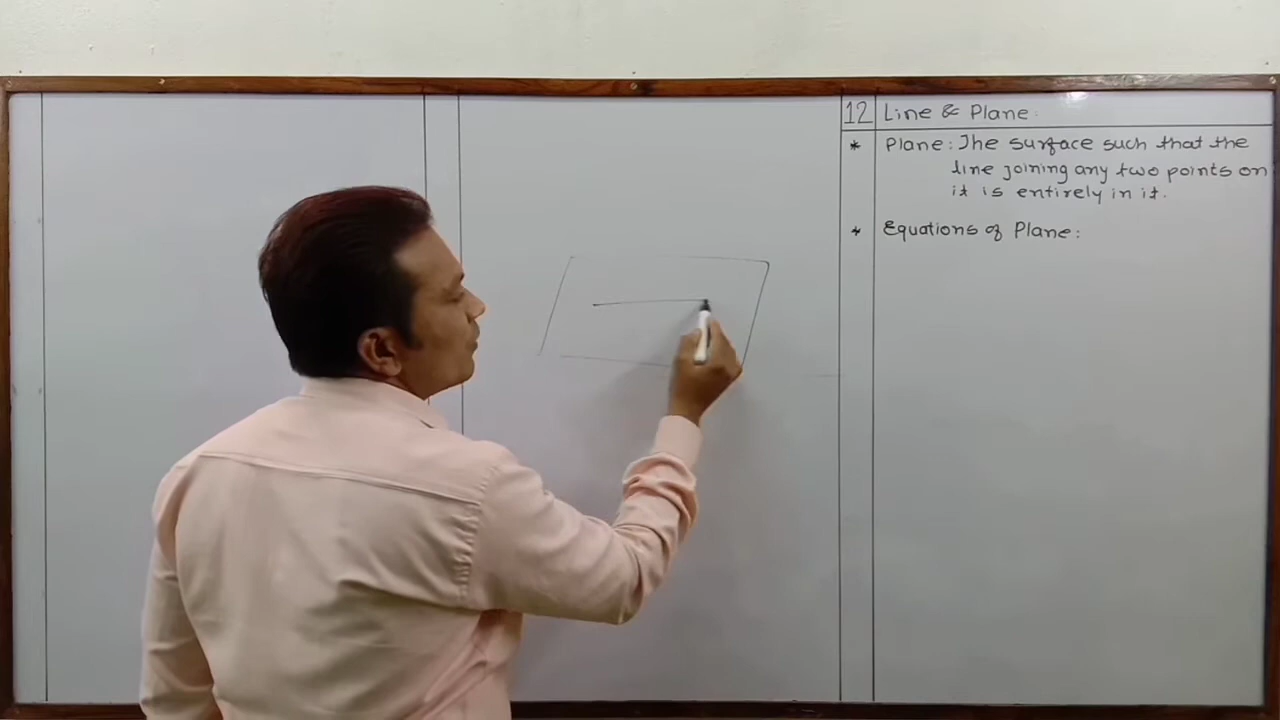 12 Line & Plane:
* Plane: The surface such that the
line joining any two points on
it is entirely in it.
* Equations of Plane: